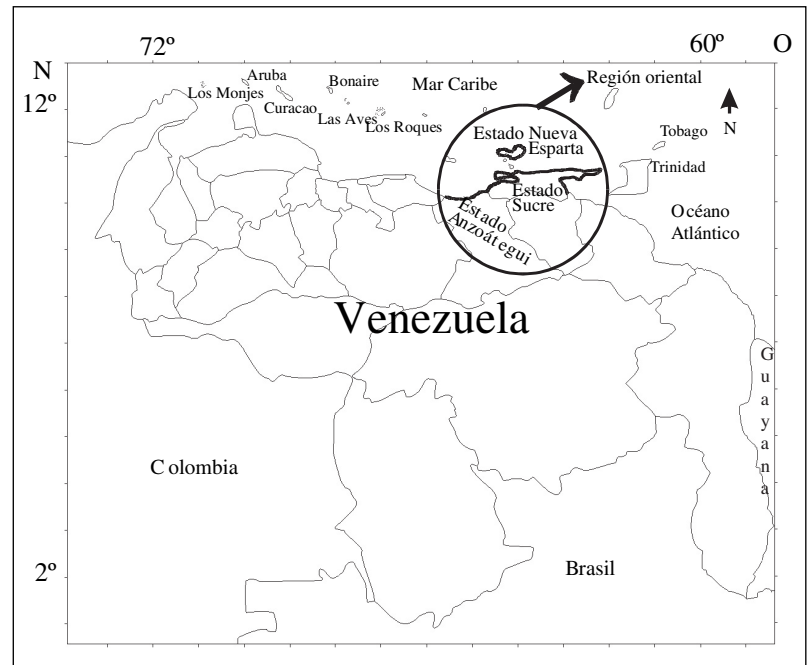 72º
60º
O
N
12º
2º
Aruba
Los Monjes
Curacao
Bonaire
Las Aves
Los Roques
Mar Caribe
Región oriental
N
Estado Nueva
Esparta
Tobago
Trinidad
Estado
Sucre
Estado
Anzoátegui
Océano
Atlántico
Venezuela
Guayana
Colombia
Brasil